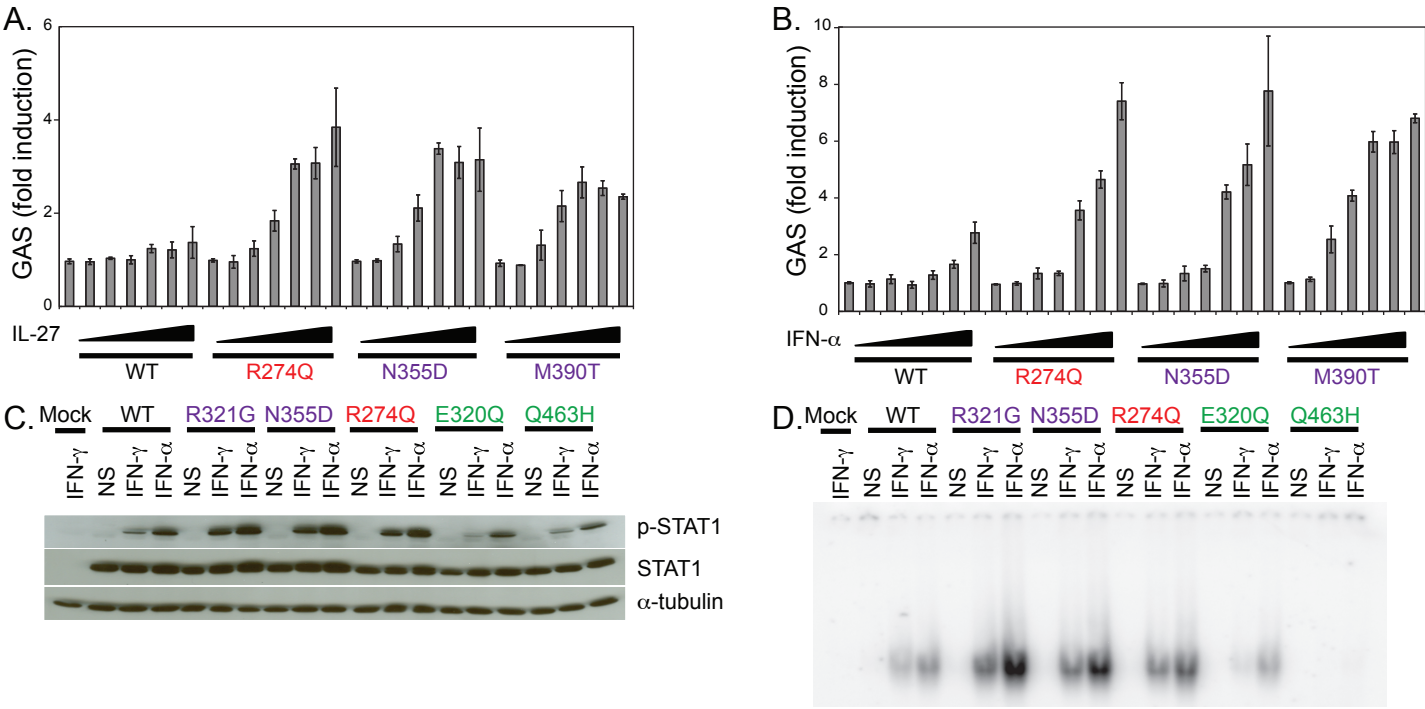 A.
GAS (fold induction)
6
4
2
0
IL-27
WT R274Q N355D M390T
B.
GAS (fold induction)
10
8
6
4
2
0
IFN-α
WT R274Q N355D M390T
C.
Mock WT R321G N355D R274Q E320Q Q463H
IFN-γ NS IFN-γ IFN-α NS IFN-γ IFN-α NS IFN-γ IFN-α NS IFN-γ IFN-α NS IFN-γ IFN-α NS IFN-γ IFN-α
p-STAT1
STAT1
α-tubulin
D.
Mock WT R321G N355D R274Q E320Q Q463H
IFN-γ NS IFN-γ IFN-α NS IFN-γ IFN-α NS IFN-γ IFN-α NS IFN-γ IFN-α NS IFN-γ IFN-α NS IFN-γ IFN-α